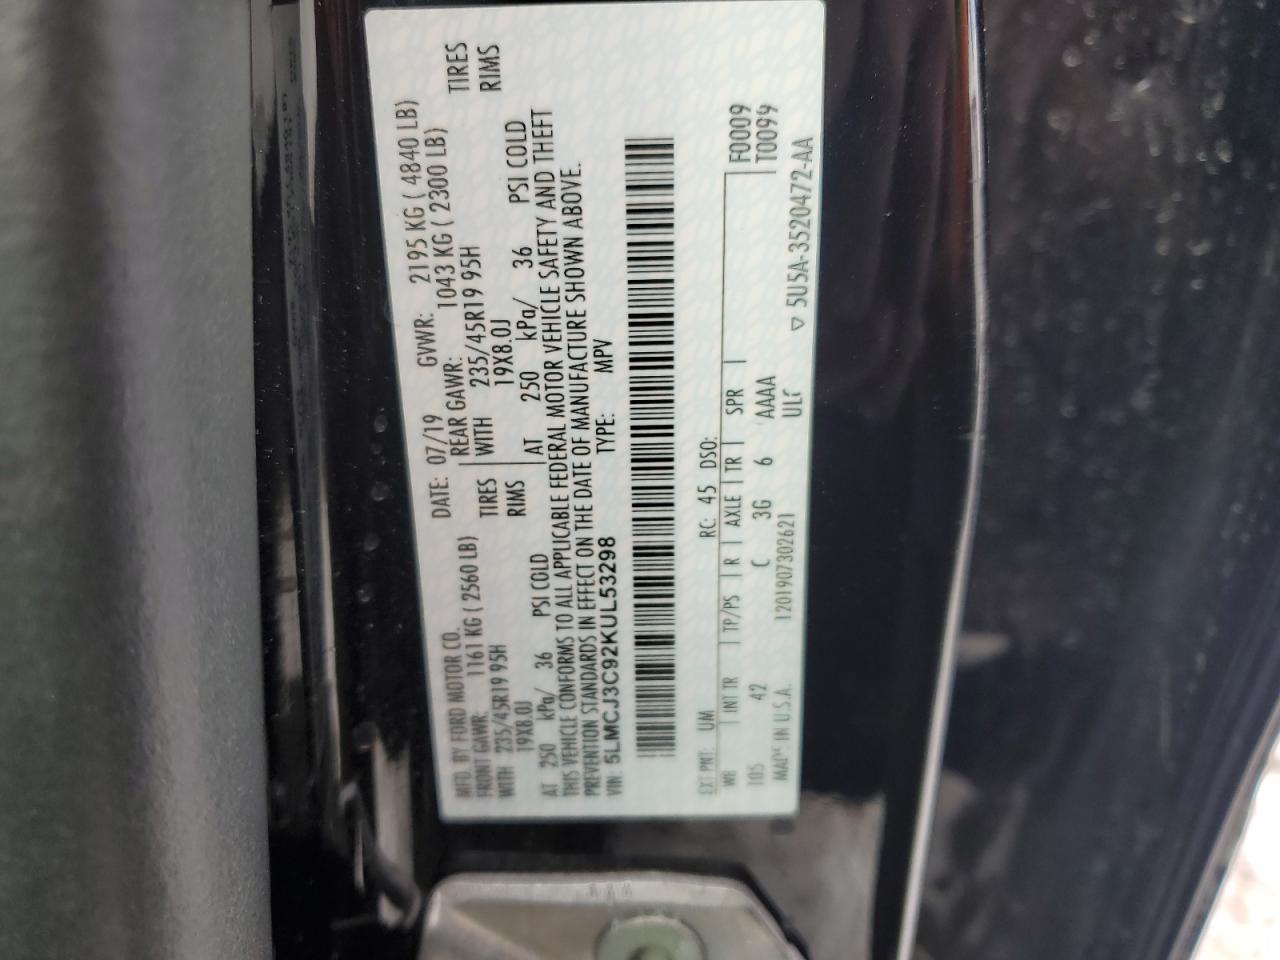 MFD. BY FORD MOTOR CO.
DATE: 07/19 GVWR: 2195 KG ( 4840 LB)
FRONT GAWR: 1161 KG ( 2560 LB) REAR GAWR: 1043 KG ( 2300 LB)
WITH 235/45R19 95H TIRES WITH 235/45R19 95H TIRES
19X8.0J RIMS 19X8.0J RIMS
AT 250 kPa/ 36 PSI COLD AT 250 kPa/ 36 PSI COLD
THIS VEHICLE CONFORMS TO ALL APPLICABLE FEDERAL MOTOR VEHICLE SAFETY AND THEFT
PREVENTION STANDARDS IN EFFECT ON THE DATE OF MANUFACTURE SHOWN ABOVE.
VIN: 5LMCJ3C92KUL53298 TYPE: MPV
EXT PNT: UM RC: 45 DSO:
WB INT TR TP/PS R AXLE TR SPR F0009
105 42 C 3G 6 AAAA T0099
MADE IN U.S.A. 1201907302621
▽ 5U5A-3520472-AA